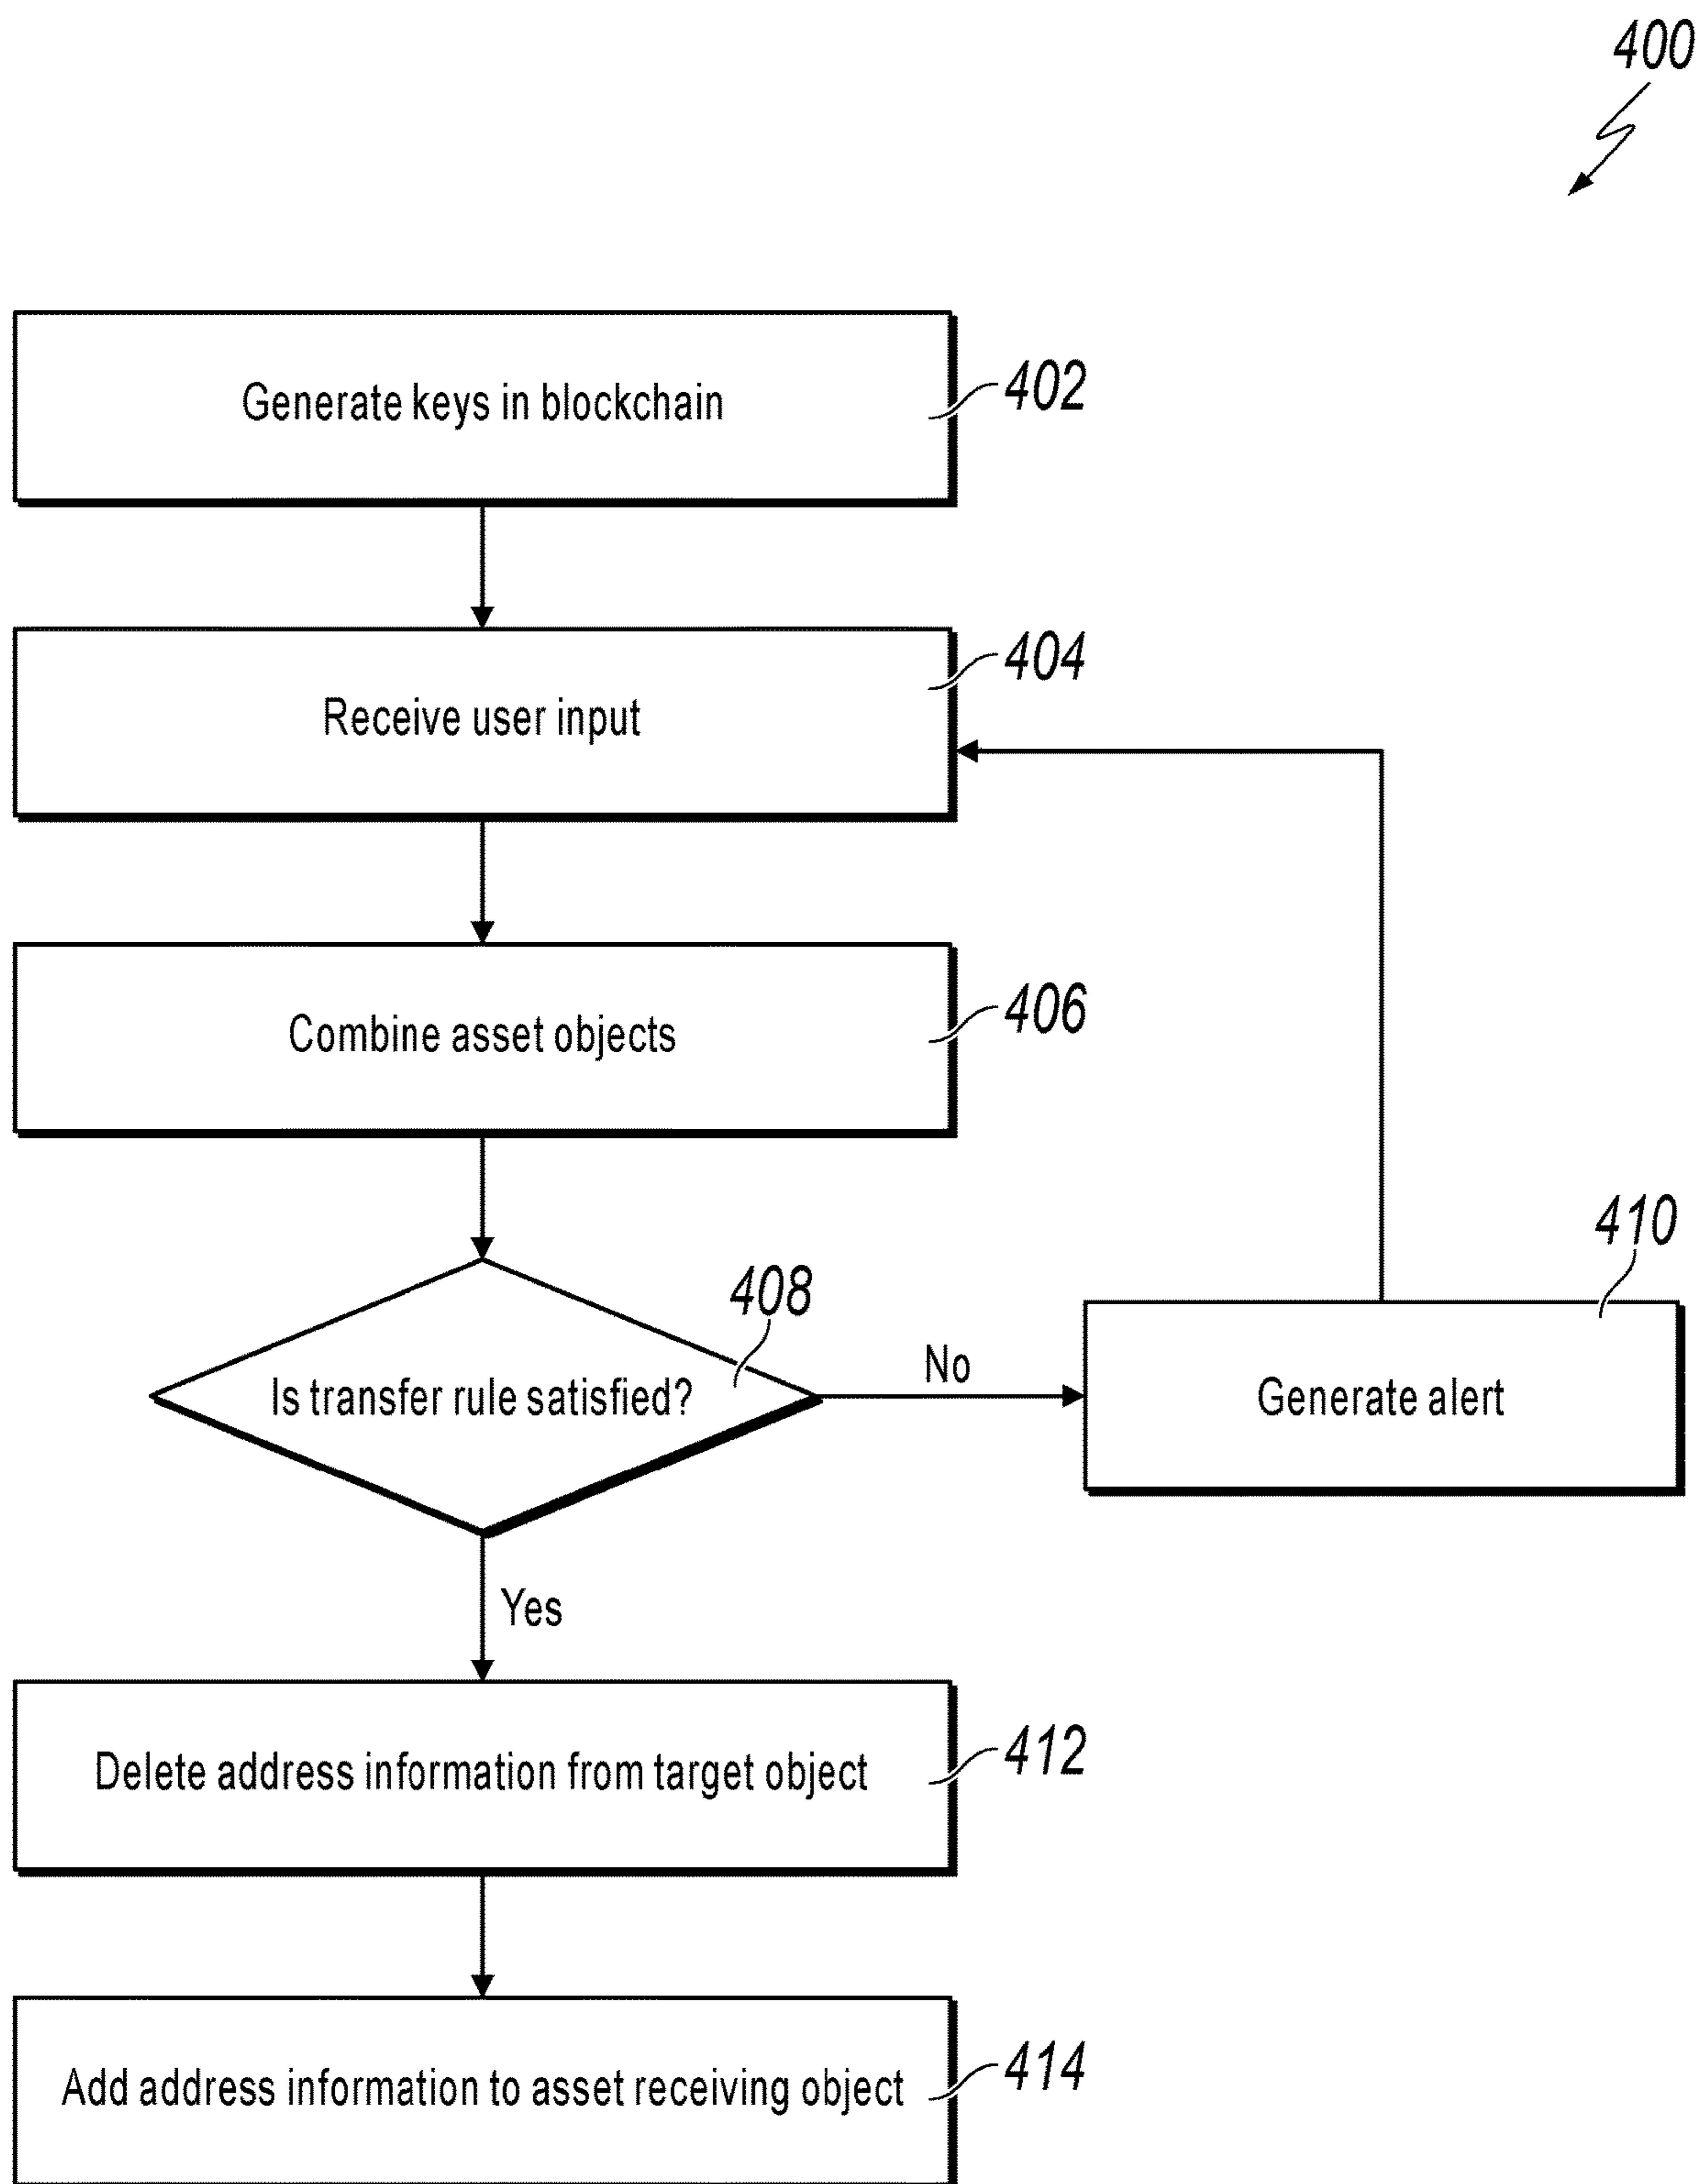 400
Generate keys in blockchain
402
Receive user input
404
Combine asset objects
406
Is transfer rule satisfied?
408
No
Generate alert
410
Yes
Delete address information from target object
412
Add address information to asset receiving object
414